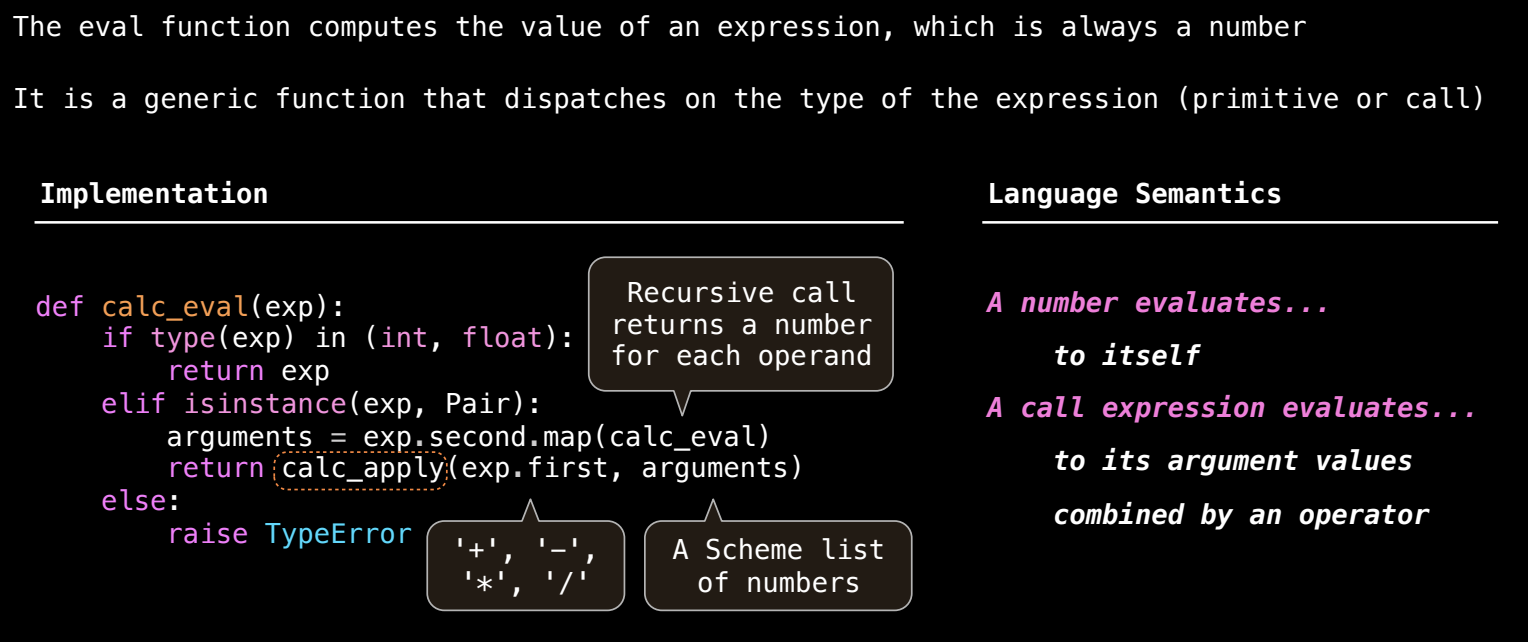 The eval function computes the value of an expression, which is always a number
It is a generic function that dispatches on the type of the expression (primitive or call)
Implementation
def calc_eval(exp):
    if type(exp) in (int, float):
        return exp
    elif isinstance(exp, Pair):
        arguments = exp.second.map(calc_eval)
        return calc_apply(exp.first, arguments)
    else:
        raise TypeError
Recursive call
returns a number
for each operand
'+', '−',
'*', '/'
A Scheme list
of numbers
Language Semantics
A number evaluates...
to itself
A call expression evaluates...
to its argument values
combined by an operator